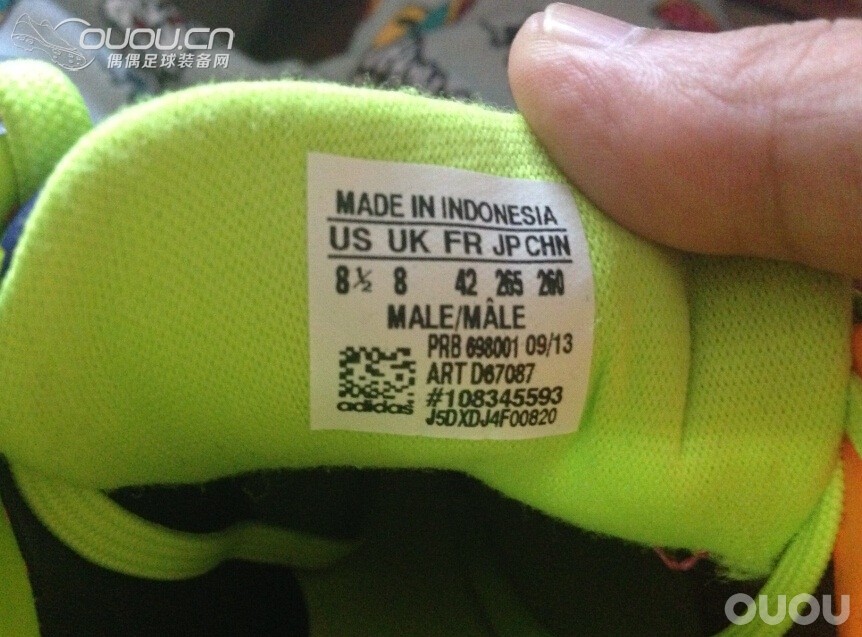 OUOU.CN
偶偶足球装备网
MADE IN INDONESIA
US UK FR JP CHN
8½ 8 42 265 260
MALE/MÂLE
PRB 698001 09/13
ART D67087
#108345593
adidas
J5DXDJ4F00820
OUOU